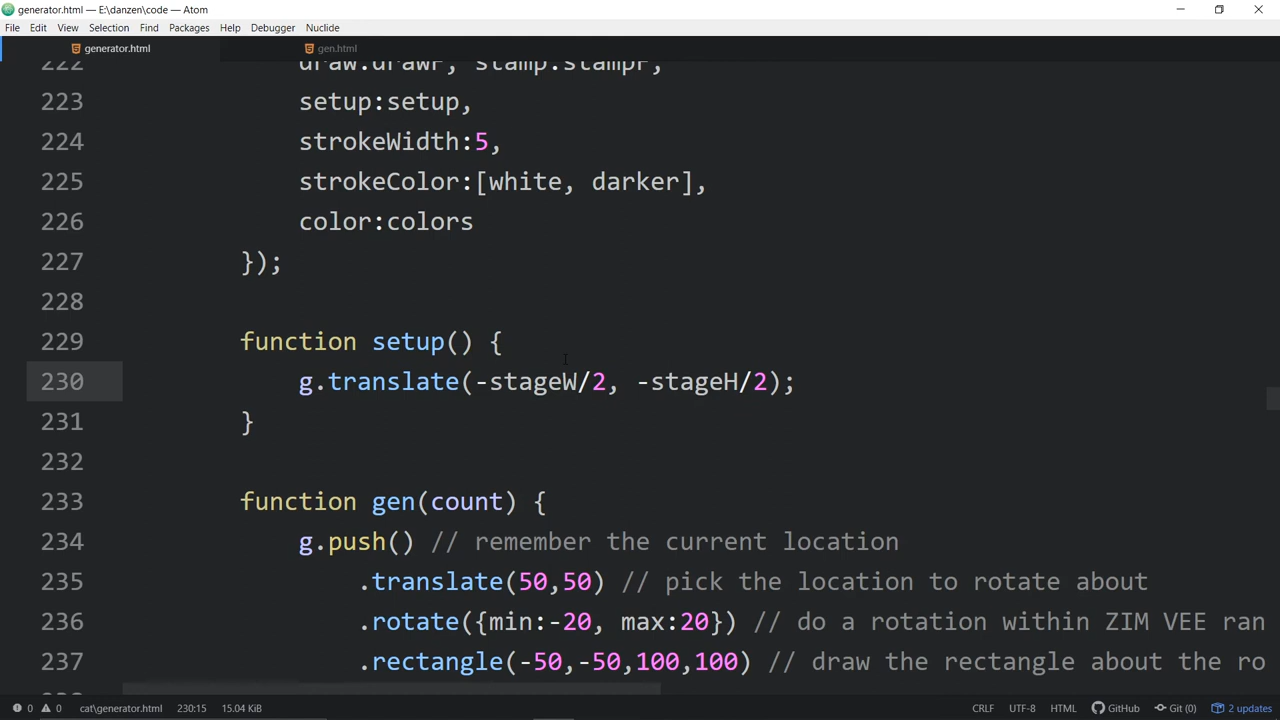 generator.html — E:\danzen\code — Atom
File Edit View Selection Find Packages Help Debugger Nuclide
generator.html gen.html
222 draw:drawr, stamp:stampr,
223 setup:setup,
224 strokeWidth:5,
225 strokeColor:[white, darker],
226 color:colors
227 });
228
229 function setup() {
230 g.translate(-stageW/2, -stageH/2);
231 }
232
233 function gen(count) {
234 g.push() // remember the current location
235 .translate(50,50) // pick the location to rotate about
236 .rotate({min:-20, max:20}) // do a rotation within ZIM VEE ran
237 .rectangle(-50,-50,100,100) // draw the rectangle about the ro
0 0 cat\generator.html 230:15 15.04 KiB CRLF UTF-8 HTML GitHub Git (0) 2 updates